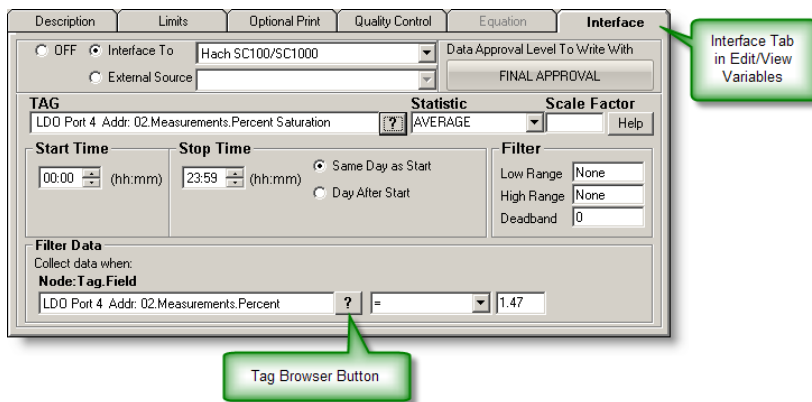 Description Limits Optional Print Quality Control Equation Interface
OFF Interface To Hach SC100/SC1000 Data Approval Level To Write With
External Source FINAL APPROVAL
Interface Tab
in Edit/View
Variables
TAG Statistic Scale Factor
LDO Port 4 Addr: 02.Measurements.Percent Saturation ? AVERAGE Help
Start Time Stop Time Filter
00:00 (hh:mm) 23:59 (hh:mm) Same Day as Start Low Range None
Day After Start High Range None
Deadband 0
Filter Data
Collect data when:
Node:Tag.Field
LDO Port 4 Addr: 02.Measurements.Percent ? = 1.47
Tag Browser Button